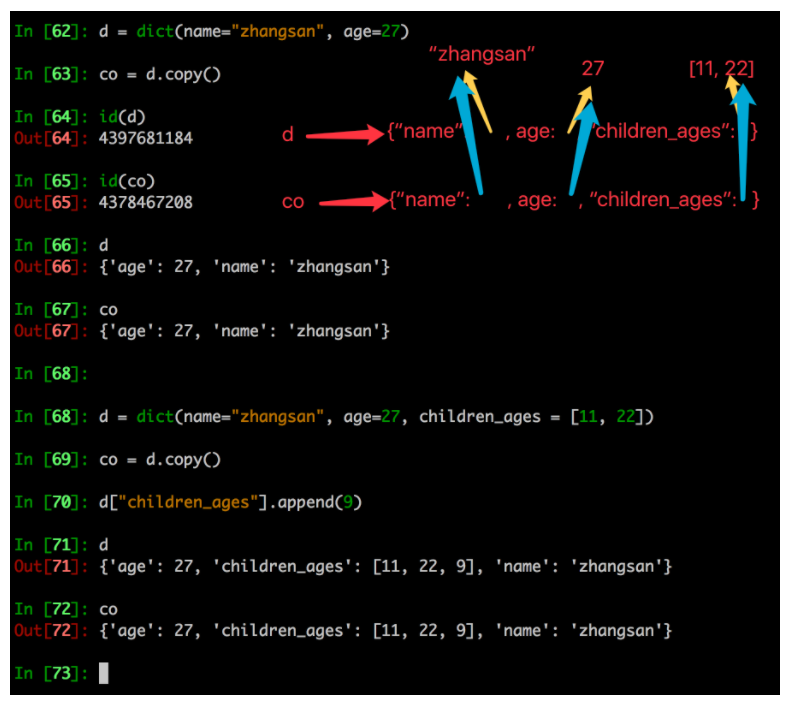 In [62]: d = dict(name="zhangsan", age=27)
“zhangsan”
In [63]: co = d.copy()
27
[11, 22]
In [64]: id(d)
Out[64]: 4397681184
d
{“name” , age: “children_ages”: }
In [65]: id(co)
Out[65]: 4378467208
co
{“name”: , age: , “children_ages”: }
In [66]: d
Out[66]: {'age': 27, 'name': 'zhangsan'}
In [67]: co
Out[67]: {'age': 27, 'name': 'zhangsan'}
In [68]:
In [68]: d = dict(name="zhangsan", age=27, children_ages = [11, 22])
In [69]: co = d.copy()
In [70]: d["children_ages"].append(9)
In [71]: d
Out[71]: {'age': 27, 'children_ages': [11, 22, 9], 'name': 'zhangsan'}
In [72]: co
Out[72]: {'age': 27, 'children_ages': [11, 22, 9], 'name': 'zhangsan'}
In [73]: